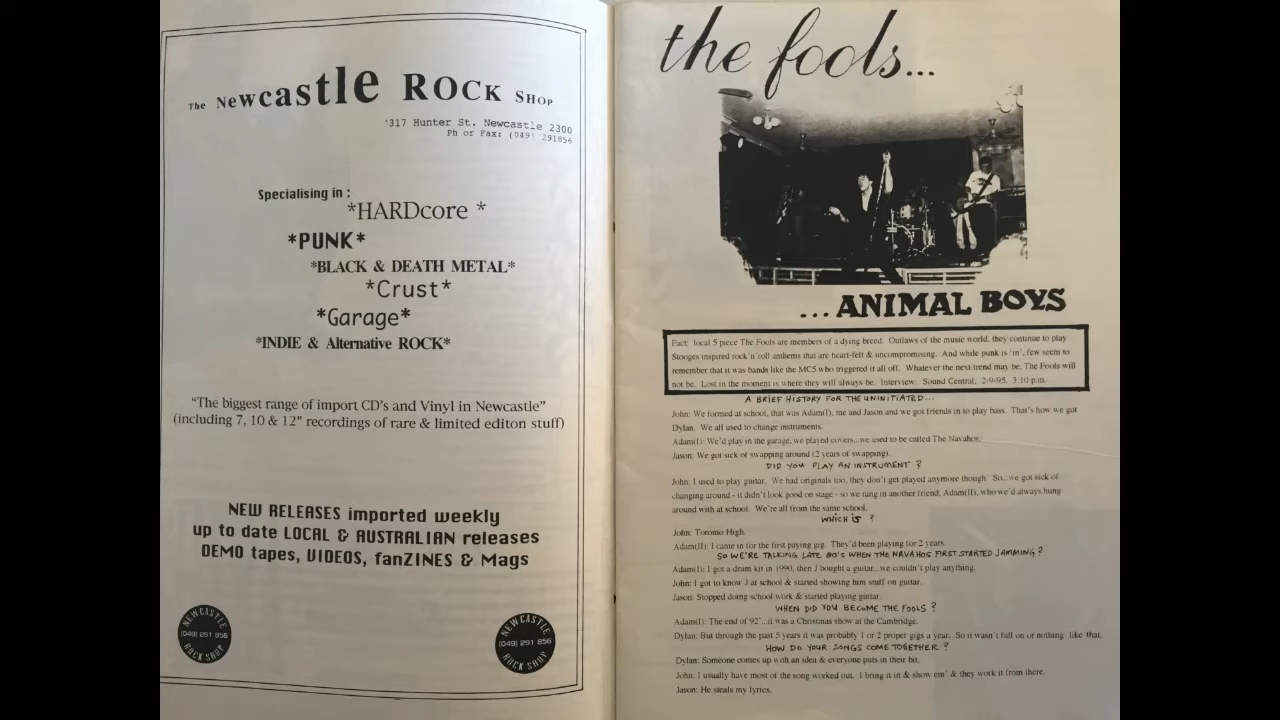 The Newcastle ROCK SHOP
317 Hunter St. Newcastle 2300
Ph or Fax: (049) 291856
Specialising in :
*HARDcore *
*PUNK*
*BLACK & DEATH METAL*
*Crust*
*Garage*
*INDIE & Alternative ROCK*
“The biggest range of import CD’s and Vinyl in Newcastle”
(including 7, 10 & 12” recordings of rare & limited editon stuff)
NEW RELEASES imported weekly
up to date LOCAL & AUSTRALIAN releases
DEMO tapes, VIDEOS, fanZINES & Mags
NEWCASTLE
(049) 291 856
ROCK SHOP
NEWCASTLE
(049) 291 856
ROCK SHOP
the fools...
...ANIMAL BOYS
Fact: local 5 piece The Fools are members of a dying breed. Outlaws of the music world, they continue to play
Stooges inspired rock'n'roll anthems that are heart-felt & uncompromising. And while punk is 'in', few seem to
remember that it was bands like the MC5 who triggered it all off. Whatever the next trend may be, The Fools will
not be. Lost in the moment is where they will always be. Interview: Sound Central, 2-9-95, 3:10 p.m.
A BRIEF HISTORY FOR THE UNINITIATED...
John: We formed at school, that was Adam(I), me and Jason and we got friends in to play bass. That's how we got
Dylan. We all used to change instruments.
Adam(I): We'd play in the garage, we played covers...we used to be called The Navahos.
Jason: We got sick of swapping around (2 years of swapping).
DID YOU PLAY AN INSTRUMENT ?
John: I used to play guitar. We had originals too, they don't get played anymore though. So...we got sick of
changing around - it didn't look good on stage - so we rang in another friend, Adam(II), who we'd always hung
around with at school. We're all from the same school.
WHICH IS ?
John: Toronto High.
Adam(II): I came in for the first paying gig. They'd been playing for 2 years.
SO WE'RE TALKING LATE 80'S WHEN THE NAVAHOS FIRST STARTED JAMMING ?
Adam(I): I got a drum kit in 1990, then J bought a guitar...we couldn't play anything.
John: I got to know J at school & started showing him stuff on guitar.
Jason: Stopped doing school work & started playing guitar.
WHEN DID YOU BECOME THE FOOLS ?
Adam(I): The end of 92'...it was a Christmas show at the Cambridge.
Dylan: But through the past 5 years it was probably 1 or 2 proper gigs a year. So it wasn't full on or nothing like that.
HOW DO YOUR SONGS COME TOGETHER ?
Dylan: Someone comes up with an idea & everyone puts in their bit.
John: I usually have most of the song worked out. I bring it in & show em' & they work it from there.
Jason: He steals my lyrics.